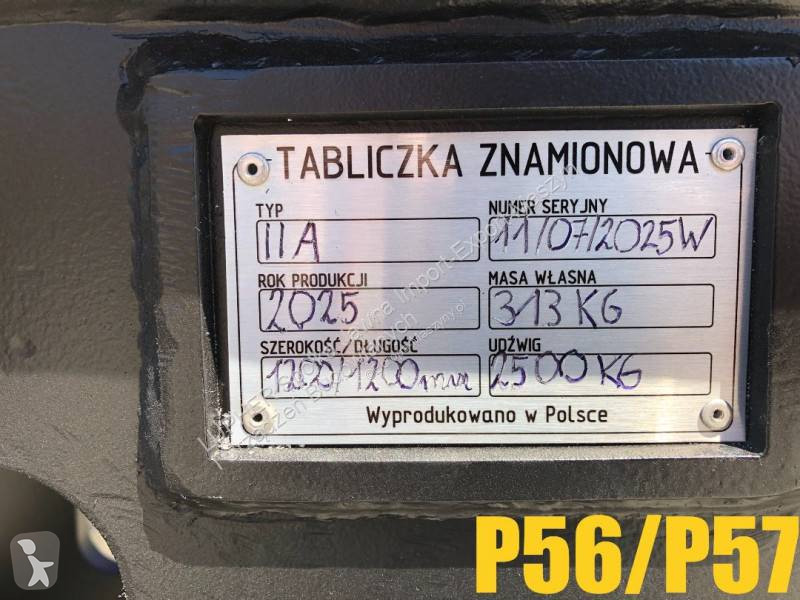 TABLICZKA ZNAMIONOWA
TYP
IIA
NUMER SERYJNY
11/07/2025W
ROK PRODUKCJI
2025
MASA WŁASNA
313 KG
SZEROKOŚĆ/DŁUGOŚĆ
1200/1200mm
UDŹWIG
2500 KG
Wyprodukowano w Polsce
P56/P57